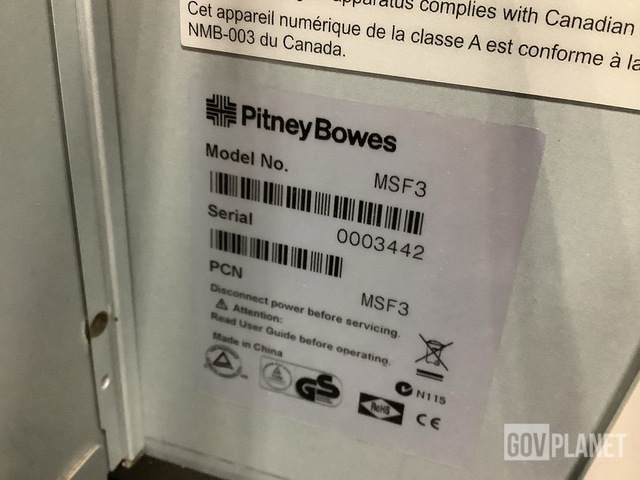 apparatus complies with Canadian
Cet appareil numérique de la classe A est conforme à la
NMB-003 du Canada.
PitneyBowes
Model No. MSF3
Serial 0003442
PCN MSF3
Disconnect power before servicing.
Attention:
Read User Guide before operating.
Made in China
GS
N115
RoHS
CE
GOVPLANET